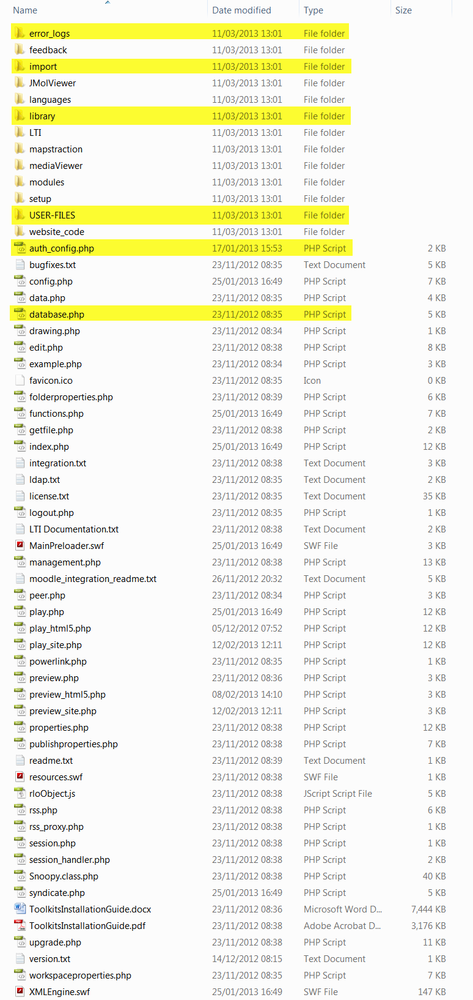 Name Date modified Type Size
error_logs 11/03/2013 13:01 File folder
feedback 11/03/2013 13:01 File folder
import 11/03/2013 13:01 File folder
JMolViewer 11/03/2013 13:01 File folder
languages 11/03/2013 13:01 File folder
library 11/03/2013 13:01 File folder
LTI 11/03/2013 13:01 File folder
mapstraction 11/03/2013 13:01 File folder
mediaViewer 11/03/2013 13:01 File folder
modules 11/03/2013 13:01 File folder
setup 11/03/2013 13:01 File folder
USER-FILES 11/03/2013 13:01 File folder
website_code 11/03/2013 13:01 File folder
auth_config.php 17/01/2013 15:53 PHP Script 2 KB
bugfixes.txt 23/11/2012 08:35 Text Document 5 KB
config.php 25/01/2013 16:49 PHP Script 7 KB
data.php 23/11/2012 08:35 PHP Script 4 KB
database.php 23/11/2012 08:35 PHP Script 5 KB
drawing.php 23/11/2012 08:34 PHP Script 1 KB
edit.php 23/11/2012 08:38 PHP Script 8 KB
example.php 23/11/2012 08:34 PHP Script 3 KB
favicon.ico 23/11/2012 08:35 Icon 0 KB
folderproperties.php 23/11/2012 08:39 PHP Script 6 KB
functions.php 25/01/2013 16:49 PHP Script 7 KB
getfile.php 23/11/2012 08:38 PHP Script 2 KB
index.php 25/01/2013 16:49 PHP Script 12 KB
integration.txt 23/11/2012 08:38 Text Document 3 KB
ldap.txt 23/11/2012 08:35 Text Document 2 KB
license.txt 23/11/2012 08:35 Text Document 35 KB
logout.php 23/11/2012 08:35 PHP Script 1 KB
LTI Documentation.txt 23/11/2012 08:38 Text Document 2 KB
MainPreloader.swf 25/01/2013 16:49 SWF File 3 KB
management.php 23/11/2012 08:38 PHP Script 13 KB
moodle_integration_readme.txt 26/11/2012 20:32 Text Document 5 KB
peer.php 23/11/2012 08:34 PHP Script 3 KB
play.php 25/01/2013 16:49 PHP Script 12 KB
play_html5.php 05/12/2012 07:52 PHP Script 12 KB
play_site.php 12/02/2013 12:11 PHP Script 12 KB
powerlink.php 23/11/2012 08:35 PHP Script 1 KB
preview.php 23/11/2012 08:36 PHP Script 3 KB
preview_html5.php 08/02/2013 14:10 PHP Script 3 KB
preview_site.php 12/02/2013 12:11 PHP Script 3 KB
properties.php 23/11/2012 08:38 PHP Script 12 KB
publishproperties.php 23/11/2012 08:38 PHP Script 7 KB
readme.txt 23/11/2012 08:39 Text Document 1 KB
resources.swf 23/11/2012 08:38 SWF File 1 KB
rloObject.js 23/11/2012 08:38 JScript Script File 5 KB
rss.php 23/11/2012 08:38 PHP Script 6 KB
rss_proxy.php 23/11/2012 08:38 PHP Script 1 KB
session.php 23/11/2012 08:38 PHP Script 1 KB
session_handler.php 23/11/2012 08:38 PHP Script 2 KB
Snoopy.class.php 23/11/2012 08:38 PHP Script 40 KB
syndicate.php 25/01/2013 16:49 PHP Script 5 KB
ToolkitsInstallationGuide.docx 23/11/2012 08:36 Microsoft Word D... 7,444 KB
ToolkitsInstallationGuide.pdf 23/11/2012 08:38 Adobe Acrobat D... 3,176 KB
upgrade.php 23/11/2012 08:38 PHP Script 11 KB
version.txt 14/12/2012 08:15 Text Document 1 KB
workspaceproperties.php 23/11/2012 08:35 PHP Script 7 KB
XMLEngine.swf 25/01/2013 16:49 SWF File 147 KB